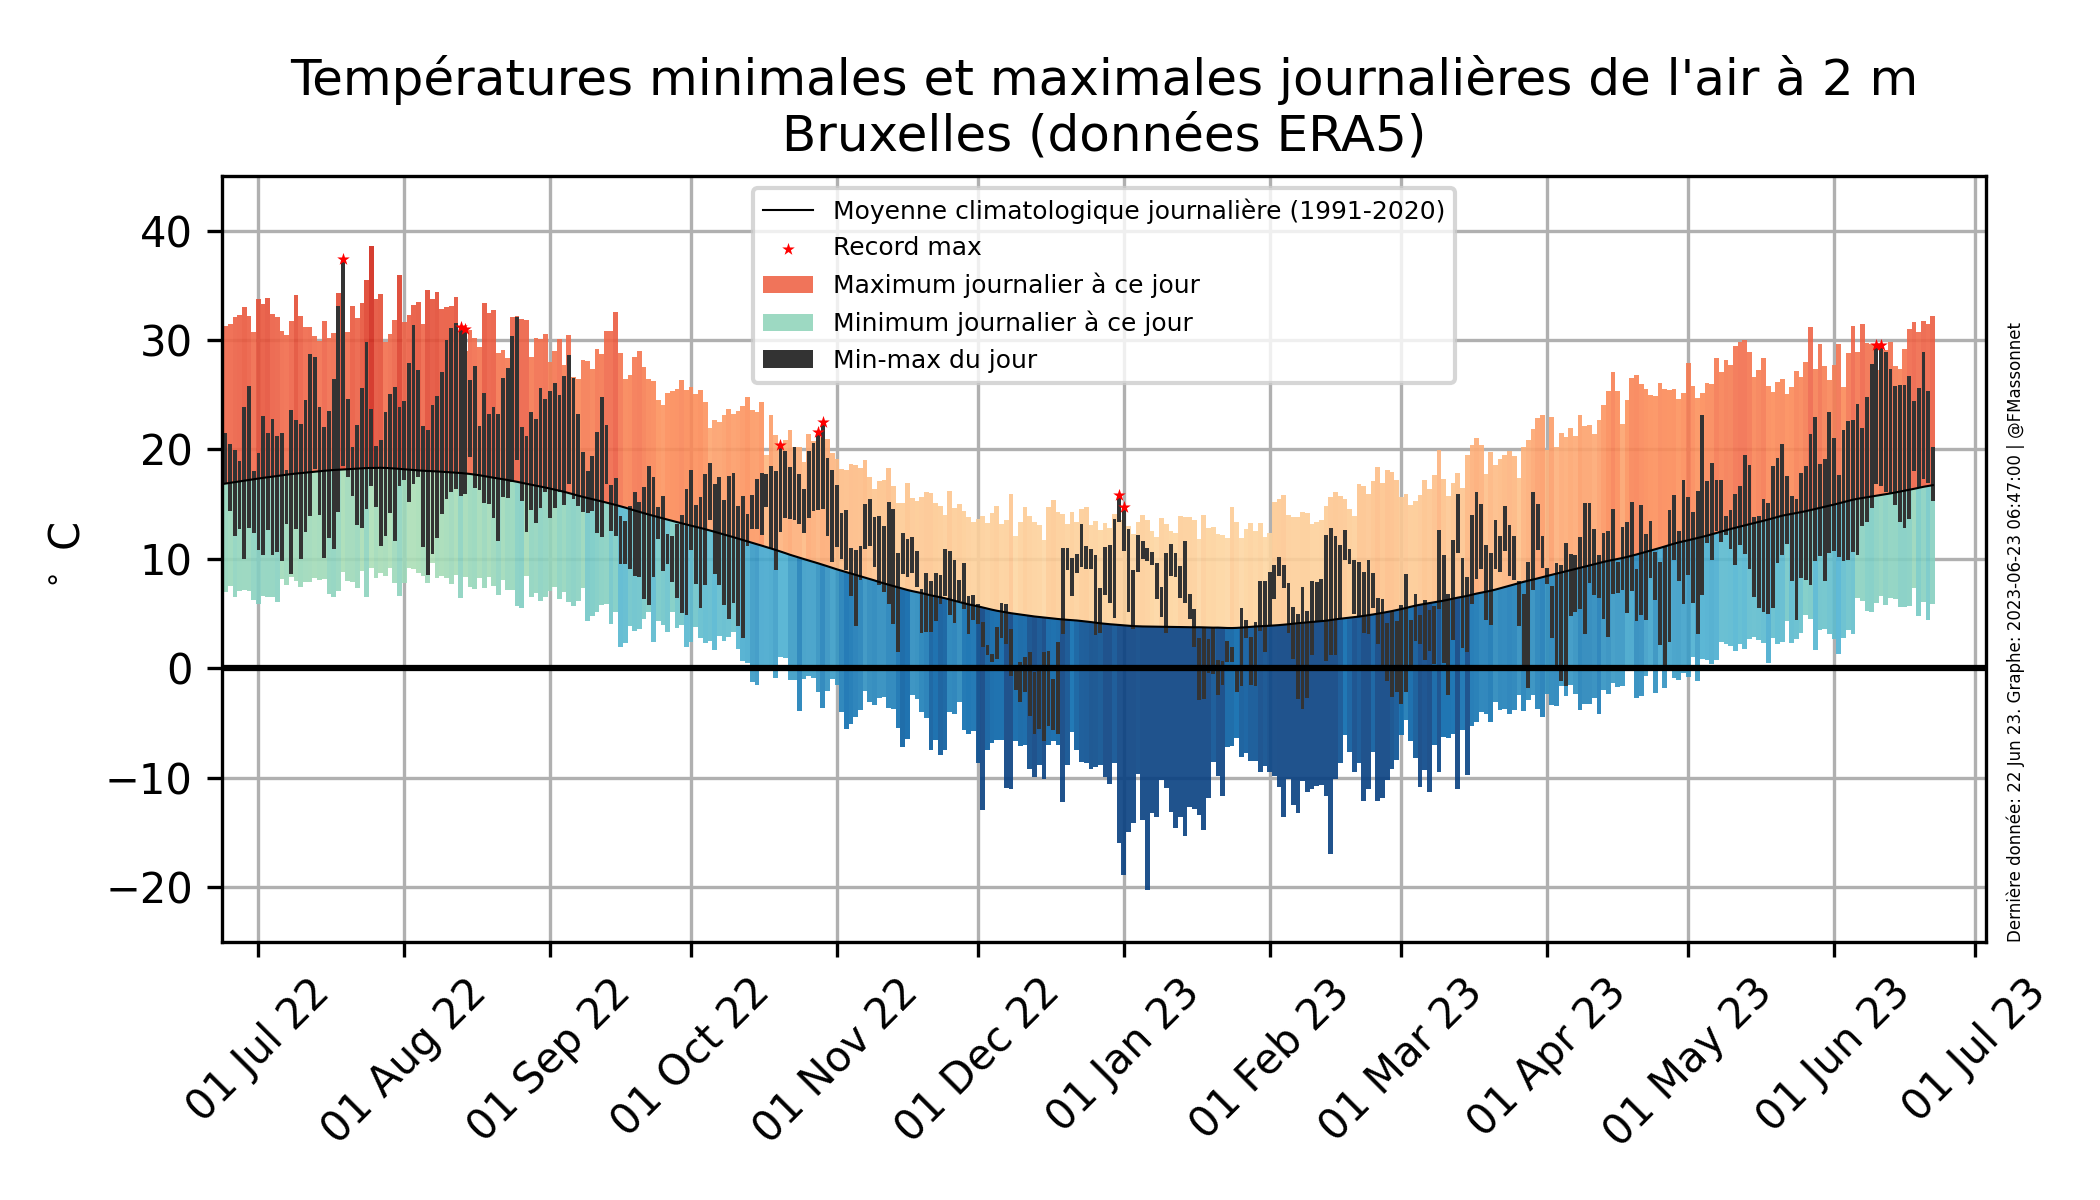 Températures minimales et maximales journalières de l'air à 2 m
Bruxelles (données ERA5)
Moyenne climatologique journalière (1991-2020)
Record max
Maximum journalier à ce jour
Minimum journalier à ce jour
Min-max du jour
40
30
20
10
0
−10
−20
° C
01 Jul 22
01 Aug 22
01 Sep 22
01 Oct 22
01 Nov 22
01 Dec 22
01 Jan 23
01 Feb 23
01 Mar 23
01 Apr 23
01 May 23
01 Jun 23
01 Jul 23
Dernière donnée: 22 Jun 23. Graphe: 2023-06-23 06:47:00 | @FMassonnet